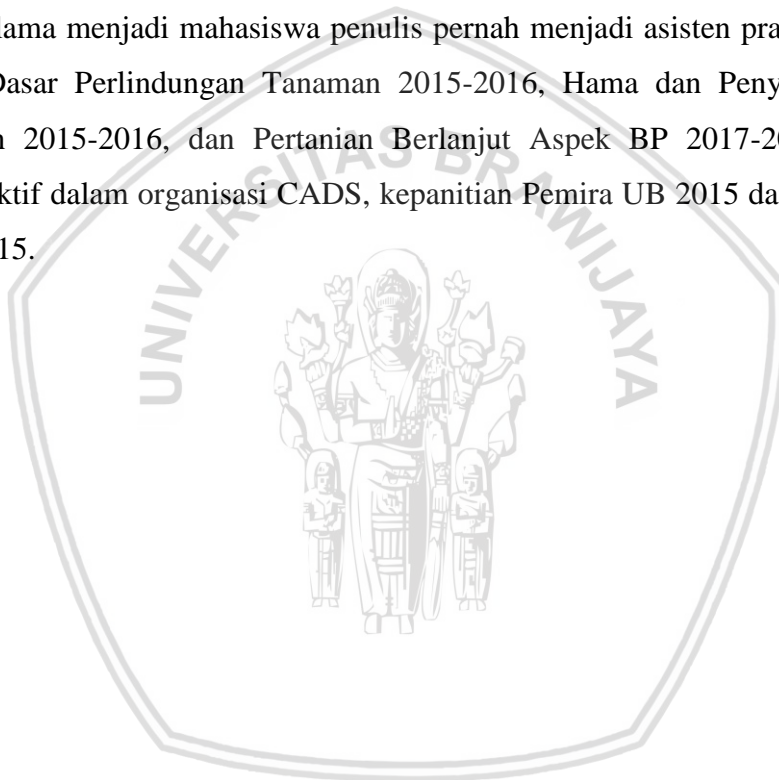 lama menjadi mahasiswa penulis pernah menjadi asisten pra
Dasar Perlindungan Tanaman 2015-2016, Hama dan Peny
n 2015-2016, dan Pertanian Berlanjut Aspek BP 2017-20
ktif dalam organisasi CADS, kepanitian Pemira UB 2015 da
15.
UNIVERSITAS BRAWIJAYA